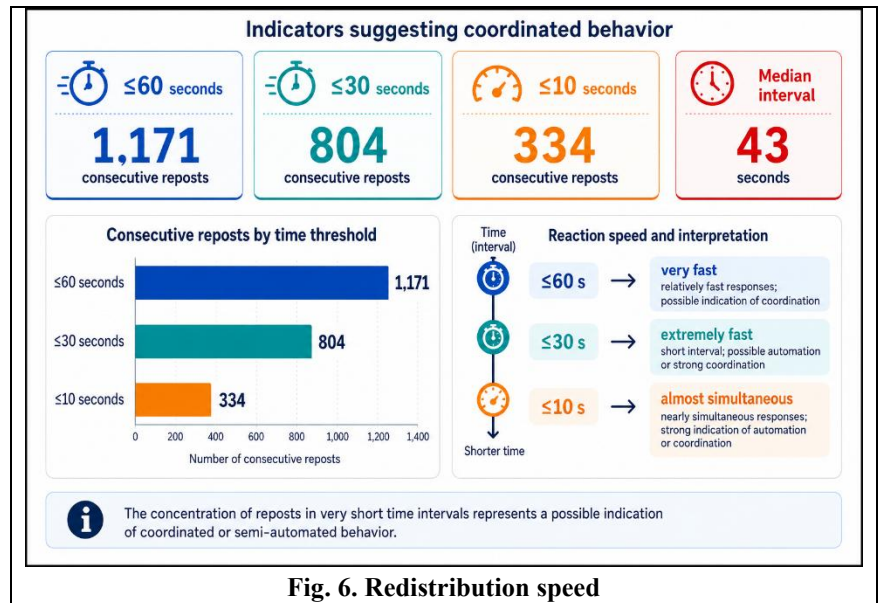 Indicators suggesting coordinated behavior
≤60 seconds
1,171
consecutive reposts
≤30 seconds
804
consecutive reposts
≤10 seconds
334
consecutive reposts
Median
interval
43
seconds
Consecutive reposts by time threshold
≤60 seconds
1,171
≤30 seconds
804
≤10 seconds
334
0 200 400 600 800 1,000 1,200 1,400
Number of consecutive reposts
Time
(interval)
Reaction speed and interpretation
≤60 s → very fast
relatively fast responses;
possible indication of coordination
≤30 s → extremely fast
short interval; possible automation
or strong coordination
≤10 s → almost simultaneous
nearly simultaneous responses;
strong indication of automation
or coordination
Shorter time
i
The concentration of reposts in very short time intervals represents a possible indication
of coordinated or semi-automated behavior.
Fig. 6. Redistribution speed